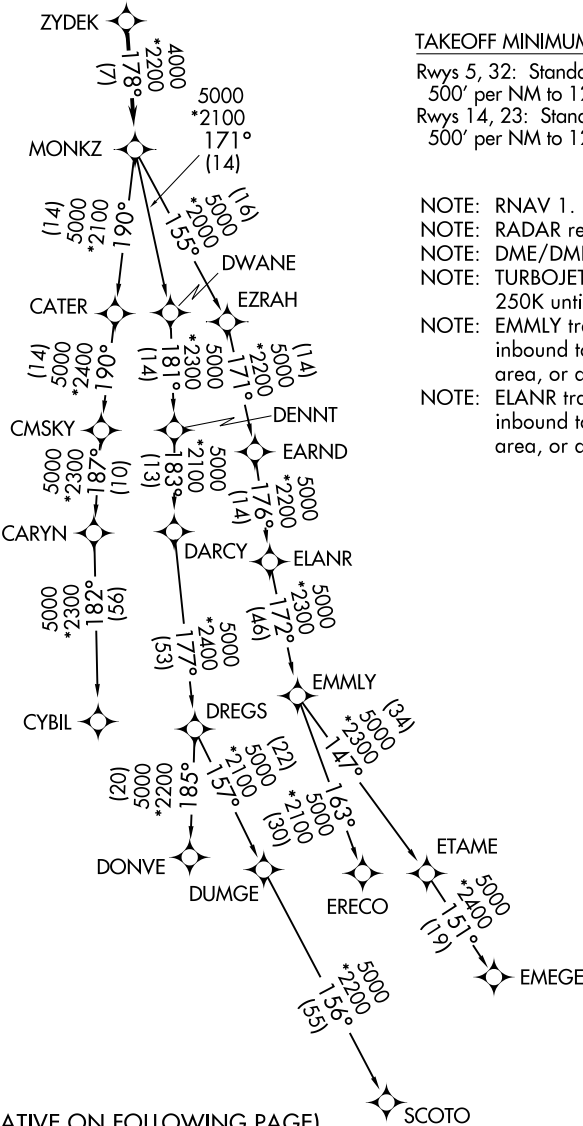 ZYDEK
4000
*2200
178°
(7)
TAKEOFF MINIMUM
Rwys 5, 32: Standa
500' per NM to 12
Rwys 14, 23: Stand
500' per NM to 12
MONKZ
5000
*2100
171°
(14)
(14)
5000
*2100
190°
(16)
5000
*2000
155°
NOTE: RNAV 1.
NOTE: RADAR re
NOTE: DME/DM
NOTE: TURBOJET
250K unti
NOTE: EMMLY tra
inbound to
area, or a
NOTE: ELANR tra
inbound to
area, or a
DWANE
EZRAH
CATER
(14)
5000
*2400
190°
5000
*2300
181°
(14)
(14)
5000
*2200
171°
DENNT
CMSKY
EARND
5000
*2300
187°
(10)
5000
*2100
183°
(13)
5000
*2200
176°
(14)
CARYN
DARCY
ELANR
5000
*2300
182°
(56)
5000
*2400
177°
(53)
5000
*2300
172°
(46)
EMMLY
CYBIL
DREGS
(20)
5000
*2200
185°
(22)
5000
*2100
157°
5000
*2100
(30)
163°
(34)
5000
*2300
147°
DONVE
DUMGE
ERECO
ETAME
5000
*2400
151°
(19)
EMEGE
5000
*2200
156°
(55)
SCOTO
ATIVE ON FOLLOWING PAGE)